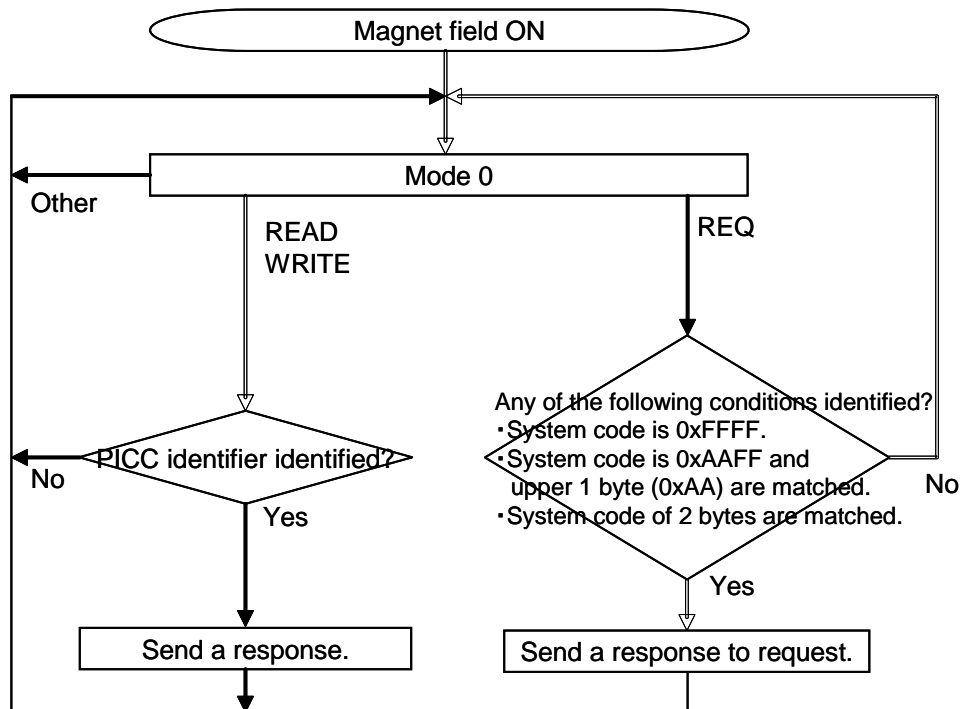 Magnet field ON
Mode 0
Other
READ
WRITE
REQ
Any of the following conditions identified?
・System code is 0xFFFF.
・System code is 0xAAFF and
upper 1 byte (0xAA) are matched.
・System code of 2 bytes are matched.
PICC identifier identified?
No
No
Yes
Yes
Send a response.
Send a response to request.